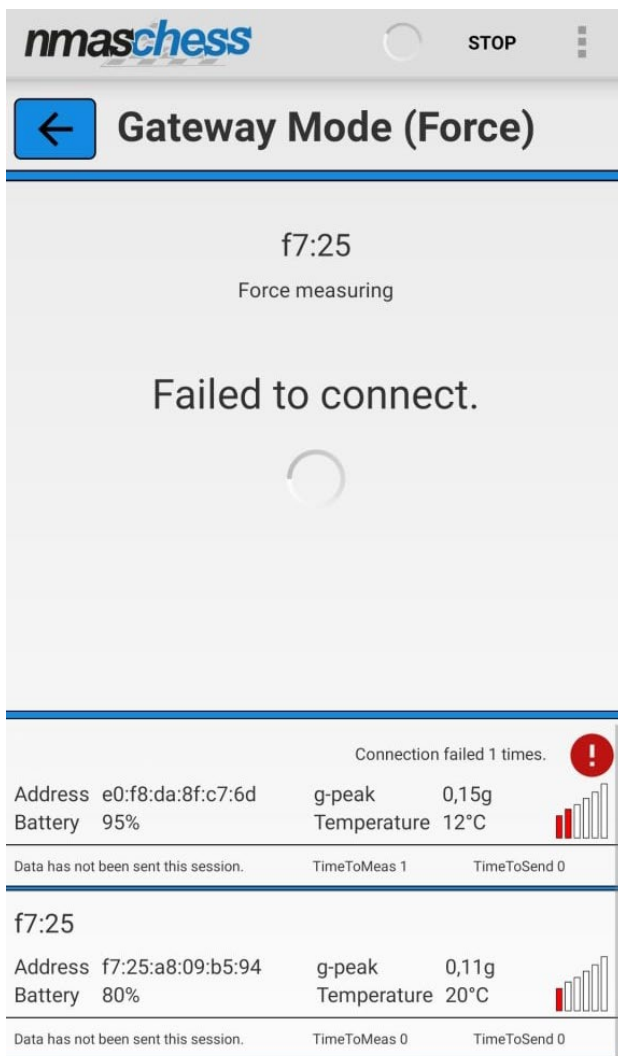 nmaschess STOP
Gateway Mode (Force)
f7:25
Force measuring
Failed to connect.
Connection failed 1 times.
Address e0:f8:da:8f:c7:6d g-peak 0,15g
Battery 95% Temperature 12°C
Data has not been sent this session. TimeToMeas 1 TimeToSend 0
f7:25
Address f7:25:a8:09:b5:94 g-peak 0,11g
Battery 80% Temperature 20°C
Data has not been sent this session. TimeToMeas 0 TimeToSend 0